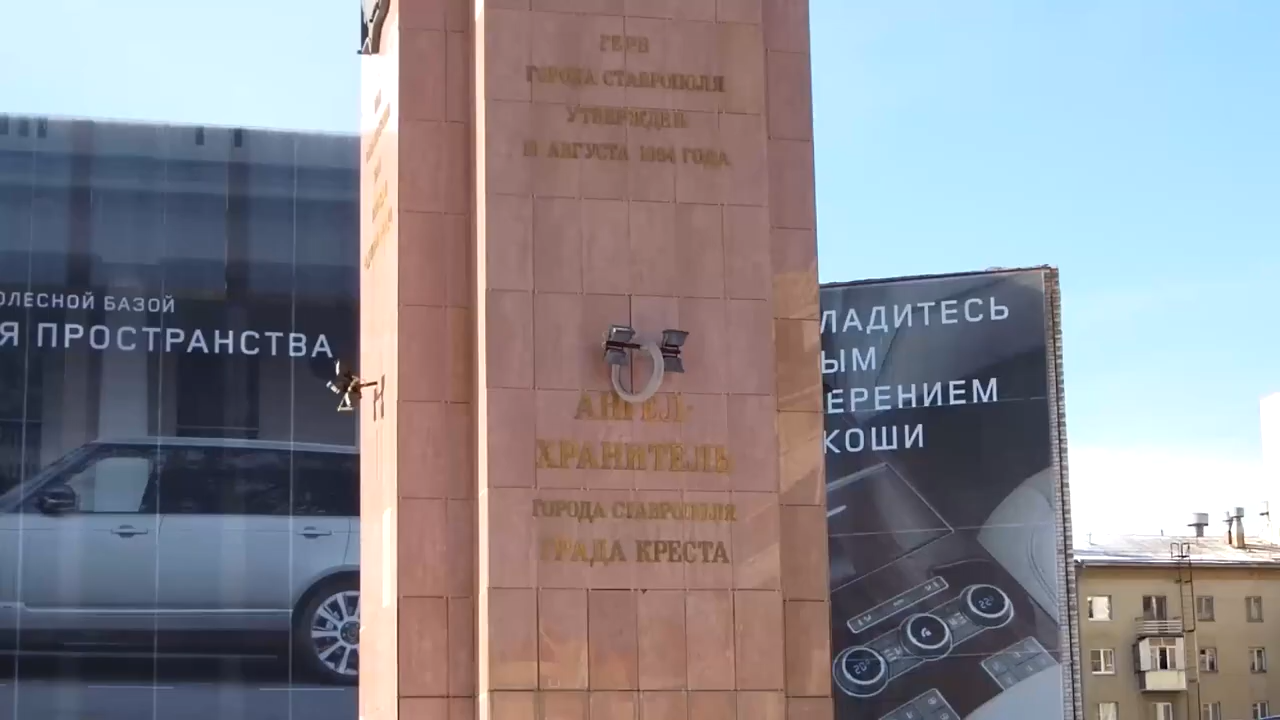 ГЕРБ
ГОРОДА СТАВРОПОЛЯ
УТВЕРЖДЕН
АВГУСТА 1994 ГОДА
АНГЕЛ-
ХРАНИТЕЛЬ
ГОРОДА СТАВРОПОЛЯ
ГРАДА КРЕСТА
ОЛЕСНОЙ БАЗОЙ
Я ПРОСТРАНСТВА
ЛАДИТЕСЬ
ЫМ
ЕРЕНИЕМ
КОШИ